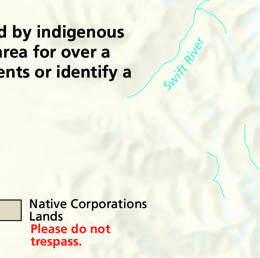 d by indigenous
area for over a
ents or identify a
Swift River
Native Corporations
Lands
Please do not
trespass.